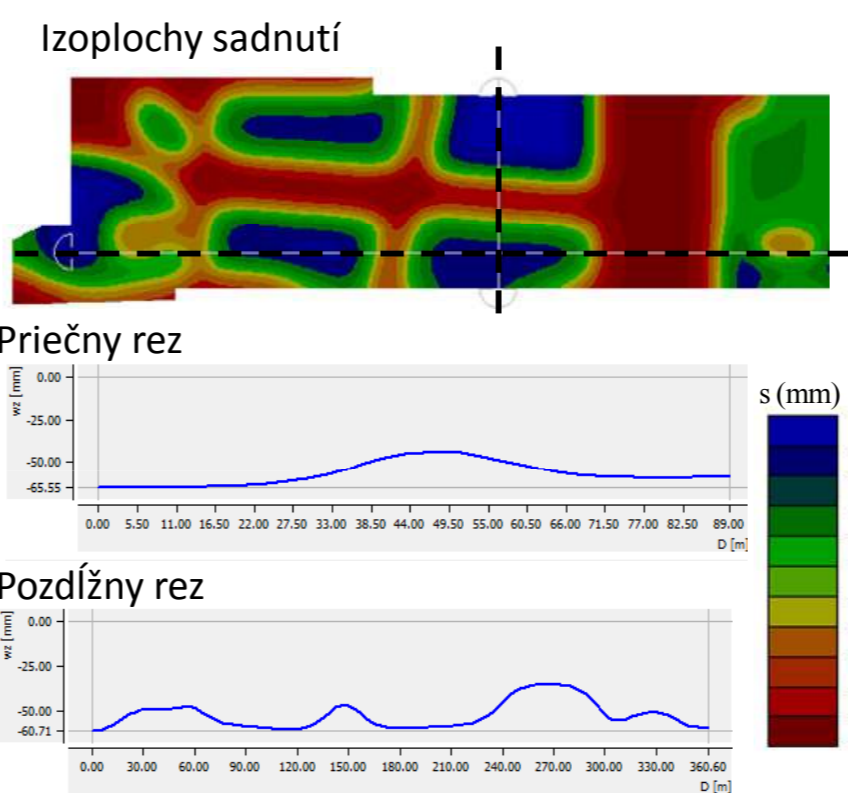 Izoplochy sadnutí
Priečny rez
wz [mm]
0.00
-25.00
-50.00
-65.55
0.00 5.50 11.00 16.50 22.00 27.50 33.00 38.50 44.00 49.50 55.00 60.50 66.00 71.50 77.00 82.50 89.00
D [m]
s (mm)
Pozdĺžny rez
wz [mm]
0.00
-25.00
-50.00
-60.71
0.00 30.00 60.00 90.00 120.00 150.00 180.00 210.00 240.00 270.00 300.00 330.00 360.60
D [m]